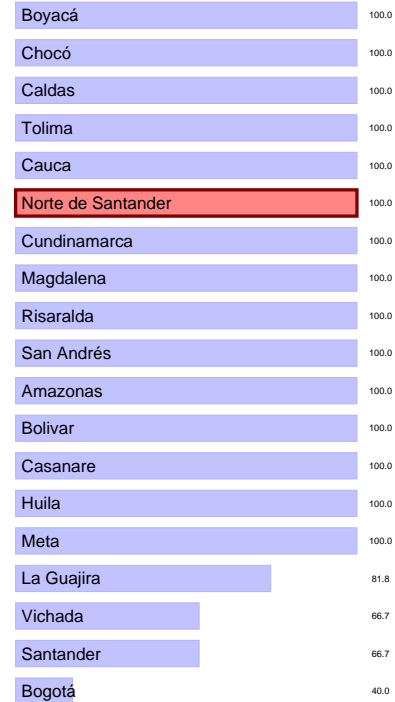 Boyacá 100.0
Chocó 100.0
Caldas 100.0
Tolima 100.0
Cauca 100.0
Norte de Santander 100.0
Cundinamarca 100.0
Magdalena 100.0
Risaralda 100.0
San Andrés 100.0
Amazonas 100.0
Bolivar 100.0
Casanare 100.0
Huila 100.0
Meta 100.0
La Guajira 81.8
Vichada 66.7
Santander 66.7
Bogotá 40.0